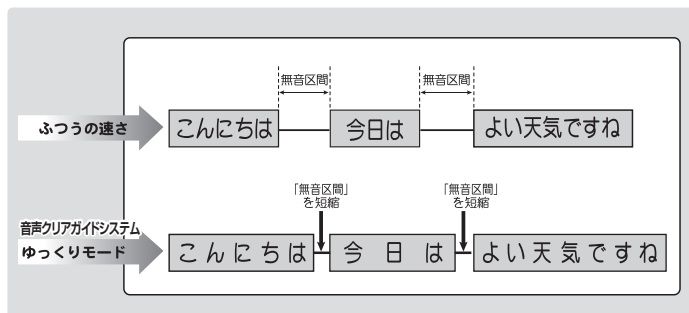 無音区間 無音区間
ふつうの速さ こんにちは 今日は よい天気ですね
「無音区間」 「無音区間」
を短縮 を短縮
音声クリアガイドシステム
ゆっくりモード こんにちは 今日は よい天気ですね